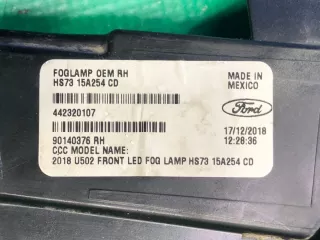 FOGLAMP OEM RH
HS73 15A254 CD
MADE IN
MEXICO
Ford
442320107
17/12/2018
12:28:36
90140376 RH
CCC MODEL NAME:
2018 U502 FRONT LED FOG LAMP HS73 15A254 CD